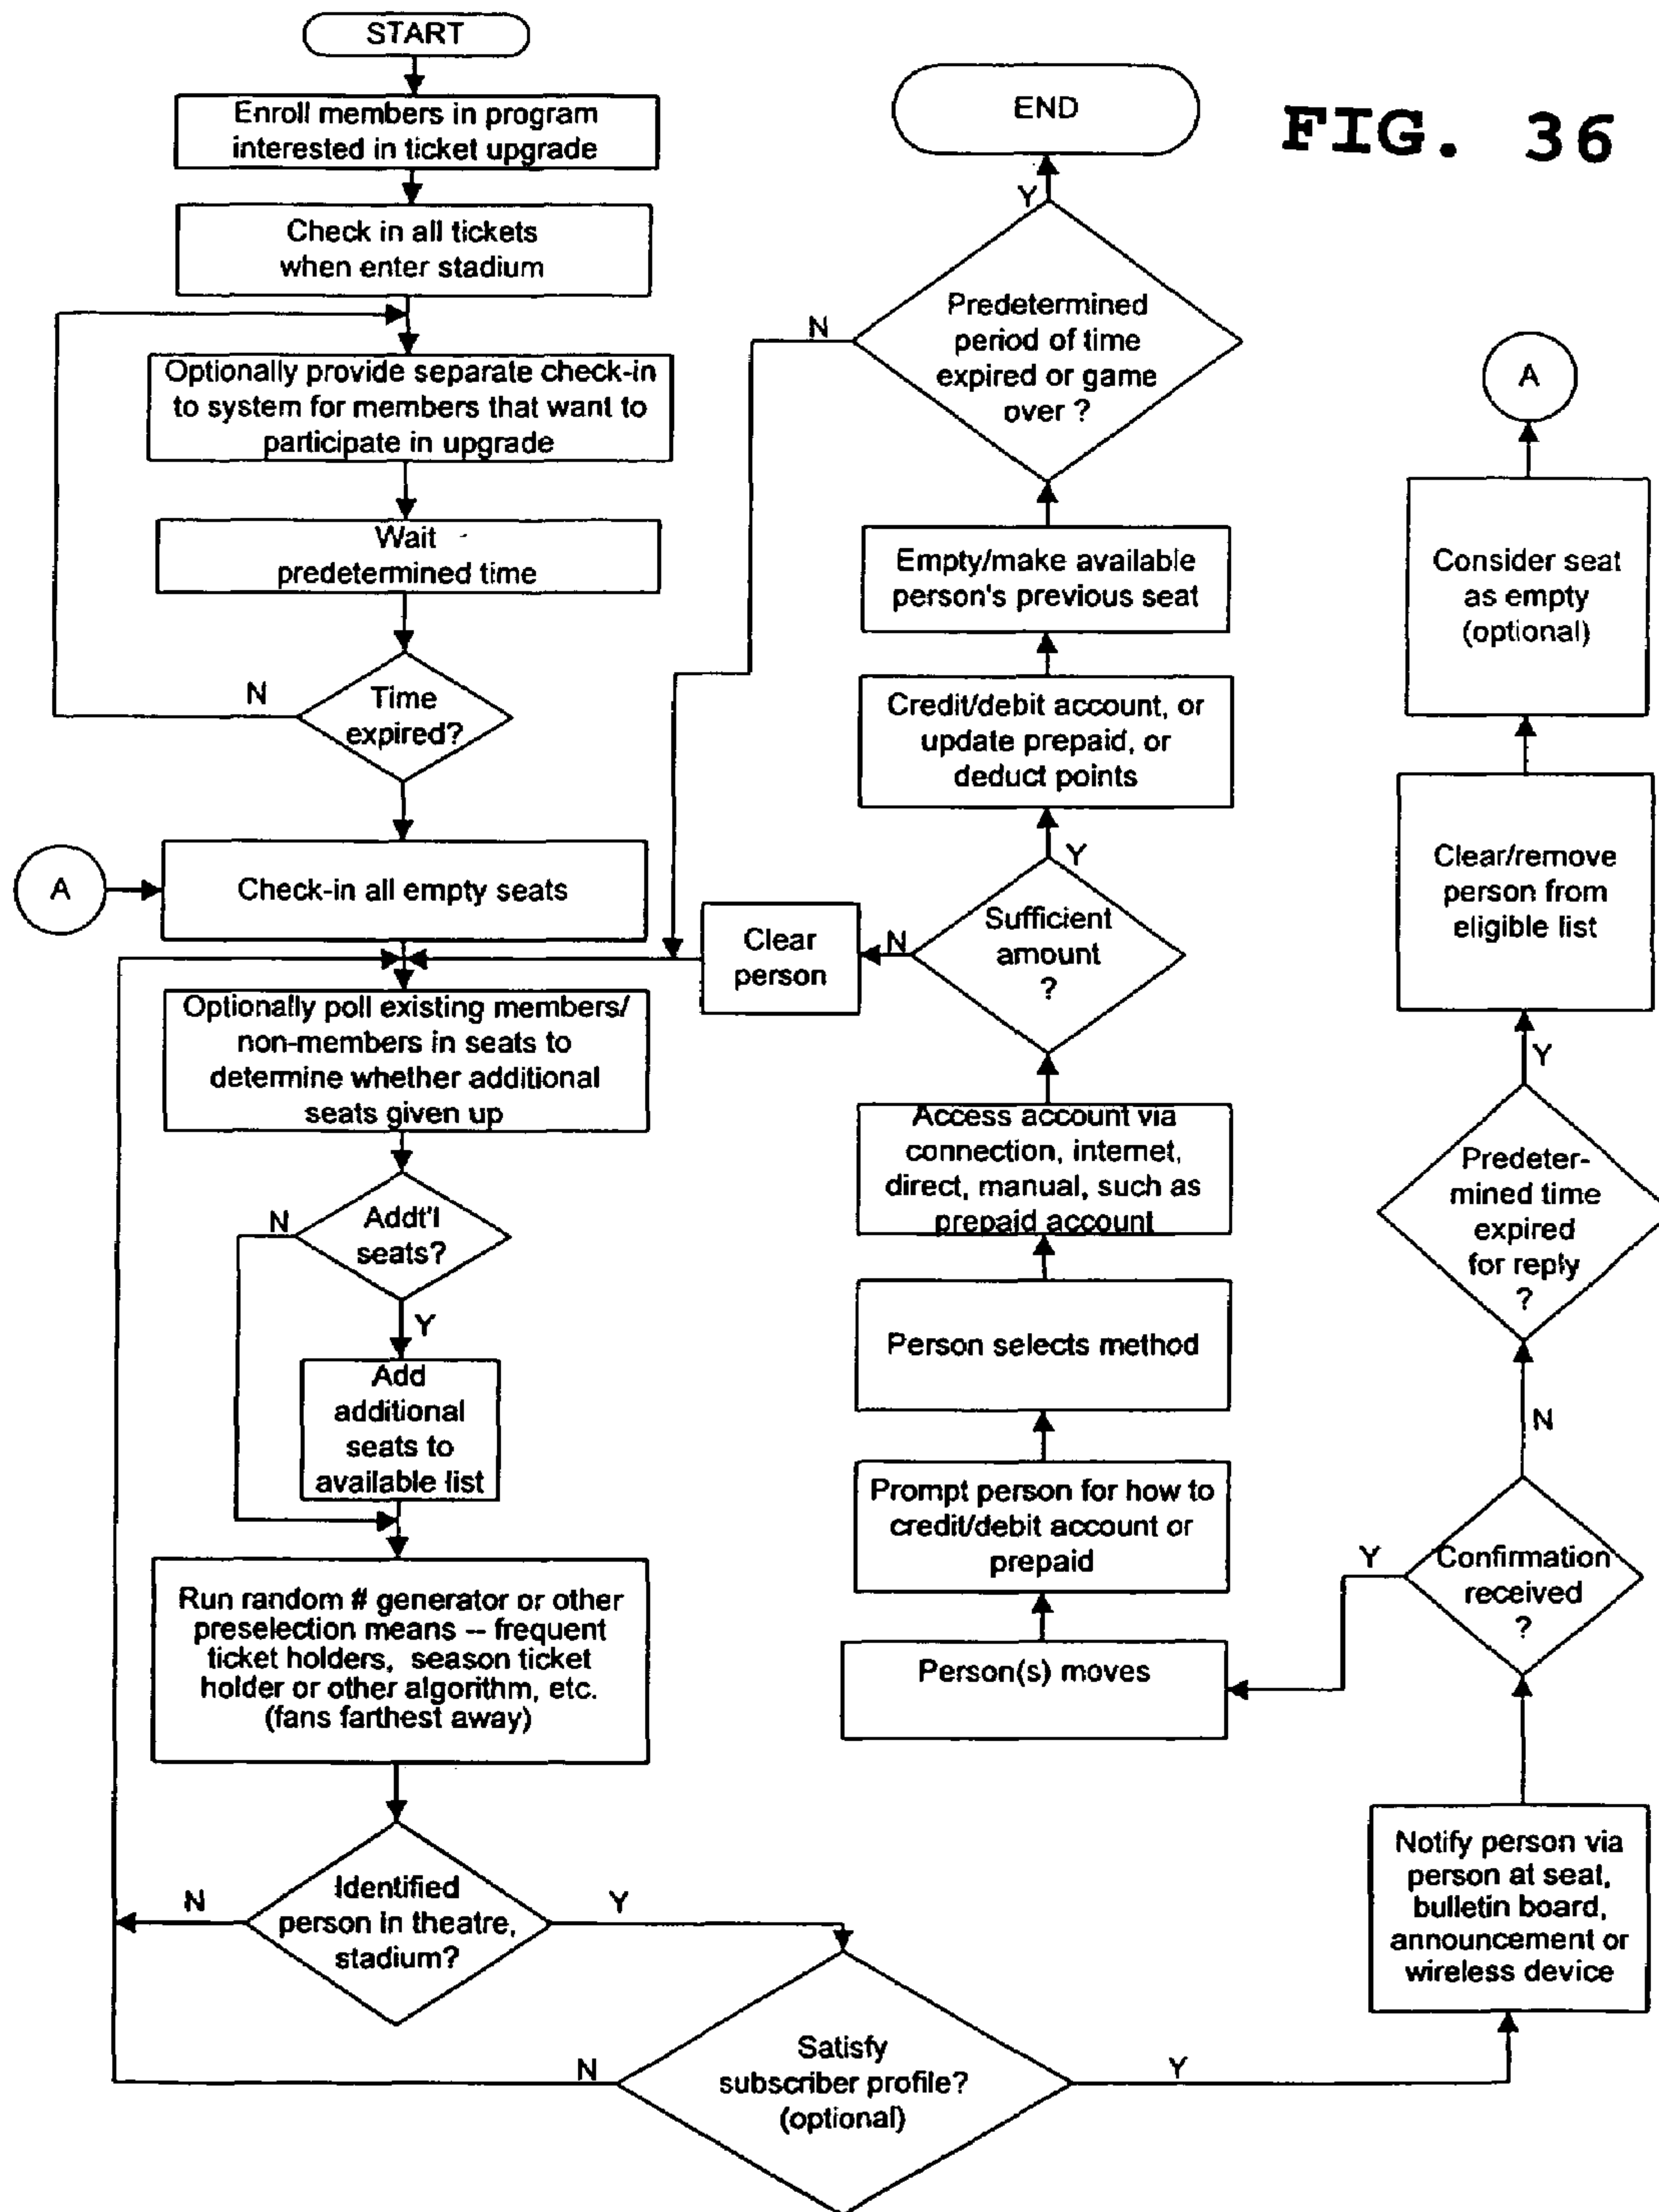 START
Enroll members in program
interested in ticket upgrade
Check in all tickets
when enter stadium
Optionally provide separate check-in
to system for members that want to
participate in upgrade
Wait
predetermined time
N
Time
expired?
A
Check-in all empty seats
Optionally poll existing members/
non-members in seats to
determine whether additional
seats given up
N
Addt'l
seats?
Y
Add
additional
seats to
available list
Run random # generator or other
preselection means -- frequent
ticket holders, season ticket
holder or other algorithm, etc.
(fans farthest away)
N
Identified
person in theatre,
stadium?
Y
N
Satisfy
subscriber profile?
(optional)
Y
END
Y
Predetermined
period of time
expired or game
over ?
N
Empty/make available
person's previous seat
Credit/debit account, or
update prepaid, or
deduct points
Y
Sufficient
amount
?
N
Clear
person
Access account via
connection, internet,
direct, manual, such as
prepaid account
Person selects method
Prompt person for how to
credit/debit account or
prepaid
Person(s) moves
FIG. 36
A
Consider seat
as empty
(optional)
Clear/remove
person from
eligible list
Y
Predeter-
mined time
expired
for reply
?
N
Y
Confirmation
received
?
Notify person via
person at seat,
bulletin board,
announcement or
wireless device